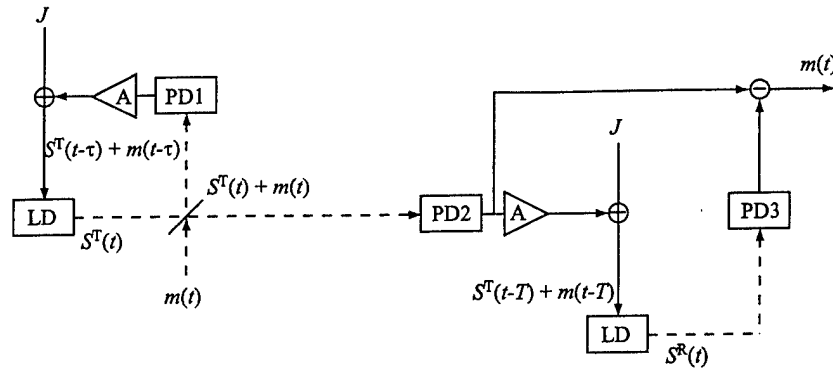 J
m(t)
A
PD1
S^T(t-τ) + m(t-τ)
J
S^T(t) + m(t)
LD
PD2
A
PD3
S^T(t)
m(t)
S^T(t-T) + m(t-T)
LD
S^R(t)